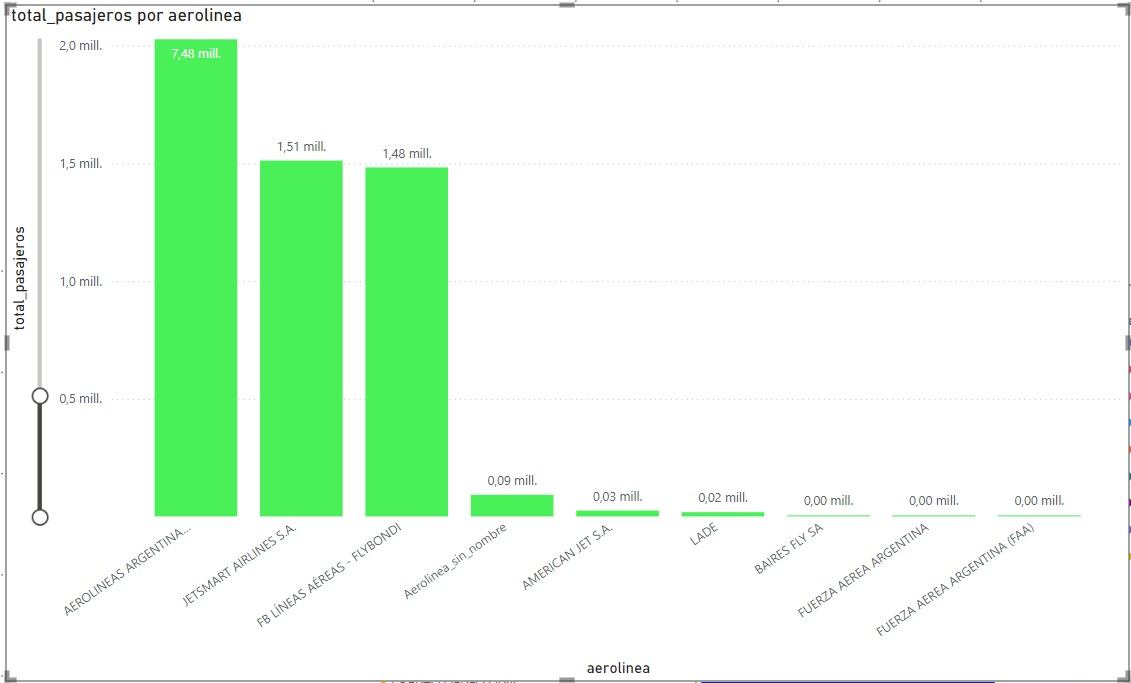 total_pasajeros por aerolinea
2,0 mill.
1,5 mill.
1,0 mill.
0,5 mill.
total_pasajeros
7,48 mill.
1,51 mill.
1,48 mill.
0,09 mill.
0,03 mill.
0,02 mill.
0,00 mill.
0,00 mill.
0,00 mill.
AEROLINEAS ARGENTINA...
JETSMART AIRLINES S.A.
FB LÍNEAS AÉREAS - FLYBONDI
Aerolinea_sin_nombre
AMERICAN JET S.A.
LADE
BAIRES FLY SA
FUERZA AEREA ARGENTINA
FUERZA AEREA ARGENTINA (FAA)
aerolinea